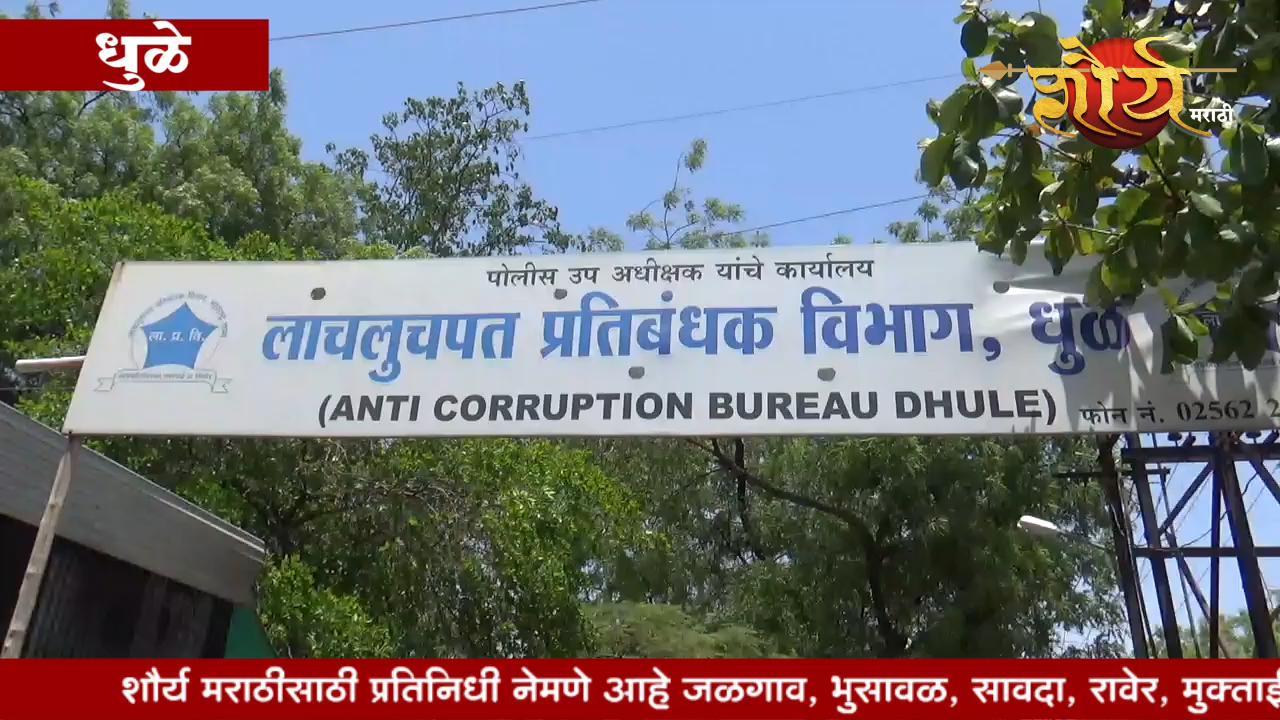 धुळे
शौर्य
मराठी
पोलीस उप अधीक्षक यांचे कार्यालय
लाचलुचपत प्रतिबंधक विभाग, धुळे
ला. प्र. वि.
(ANTI CORRUPTION BUREAU DHULE)
फोन नं. 02562 2
शौर्य मराठीसाठी प्रतिनिधी नेमणे आहे जळगाव, भुसावळ, सावदा, रावेर, मुक्ताई